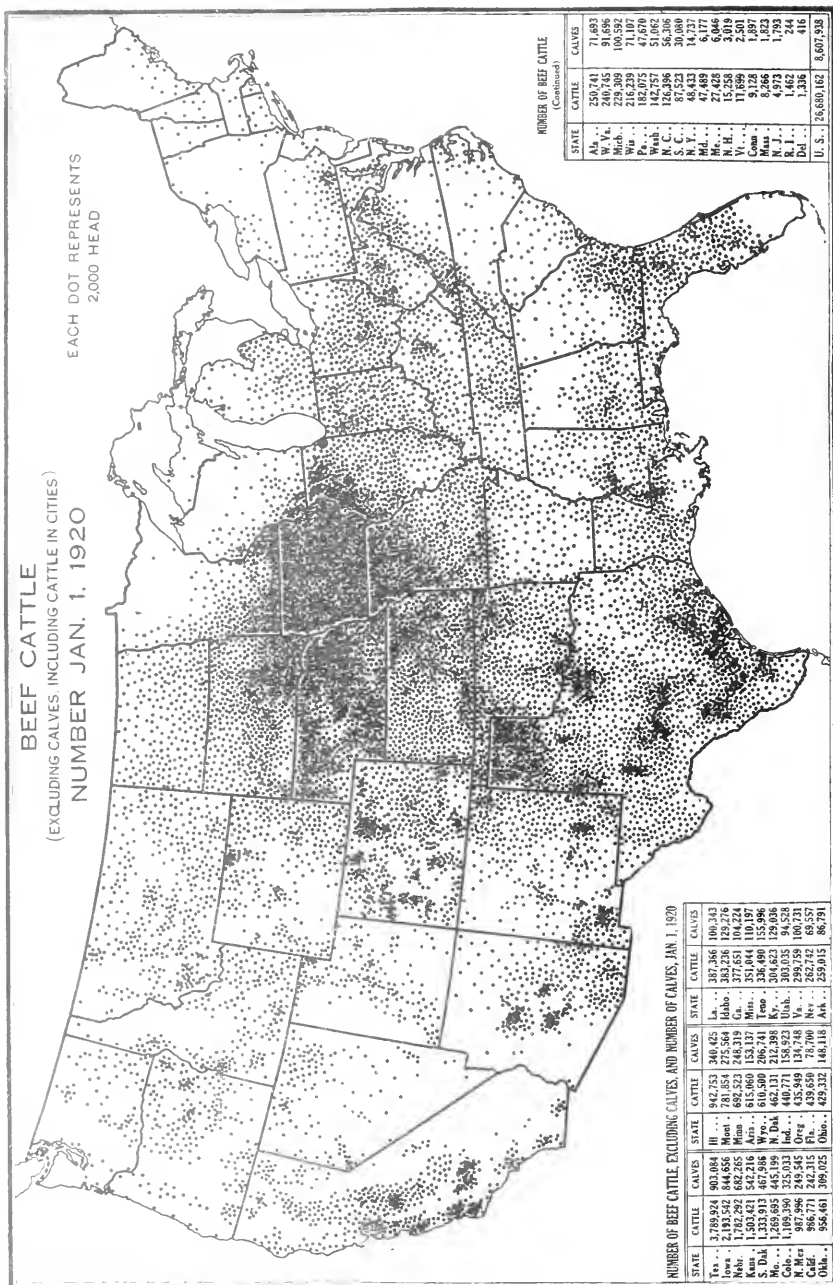 BEEF CATTLE
(EXCLUDING CALVES, INCLUDING CATTLE IN CITIES)
NUMBER JAN. 1, 1920
EACH DOT REPRESENTS
2,000 HEAD
NUMBER OF BEEF CATTLE, EXCLUDING CALVES, AND NUMBER OF CALVES, JAN. 1, 1920
STATE CATTLE CALVES STATE CATTLE CALVES STATE CATTLE CALVES
Tex... 3,789,924 903,084 Ill ... 942,753 340,425 La. .. 387,366 100,343
Iowa.. 2,193,542 844,656 Mont.. 781,854 275,564 Idaho. 383,236 129,276
Nebr.. 1,782,292 682,265 Minn.. 692,523 248,319 Ga. .. 377,651 104,224
Kans.. 1,503,421 542,216 Ariz.. 615,060 153,137 Miss.. 351,044 110,197
S. Dak 1,333,913 467,986 Wyo... 610,500 206,741 Tenn.. 336,490 155,996
Mo. .. 1,269,695 445,199 N. Dak 462,131 212,398 Ky. .. 304,623 129,036
Colo.. 1,109,390 325,033 Ind... 440,771 158,923 Utah.. 303,035 94,528
N. Mex 987,996 249,545 Oreg.. 435,949 134,748 Va. .. 299,759 100,731
Calif. 986,771 242,315 Fla... 439,650 78,700 Nev... 262,742 69,557
Okla.. 956,461 309,025 Ohio.. 429,332 148,118 Ark... 259,015 86,791
NUMBER OF BEEF CATTLE
(Continued)
STATE CATTLE CALVES
Ala... 250,741 71,693
W. Va. 240,745 91,696
Mich.. 229,309 100,592
Wis... 216,239 71,107
Pa. .. 182,075 47,670
Wash.. 142,757 51,062
N. C.. 126,396 56,306
S. C.. 87,523 30,080
N. Y.. 48,433 14,737
Md.... 47,489 6,177
Me.... 27,428 6,046
N. H.. 15,258 3,019
Vt.... 11,699 2,501
Conn 9,128 1,897
Mass 8,266 1,823
N. J.. 4,973 1,793
R. I.. 1,462 244
Del 1,336 416
U. S.. 26,680,162 8,607,938